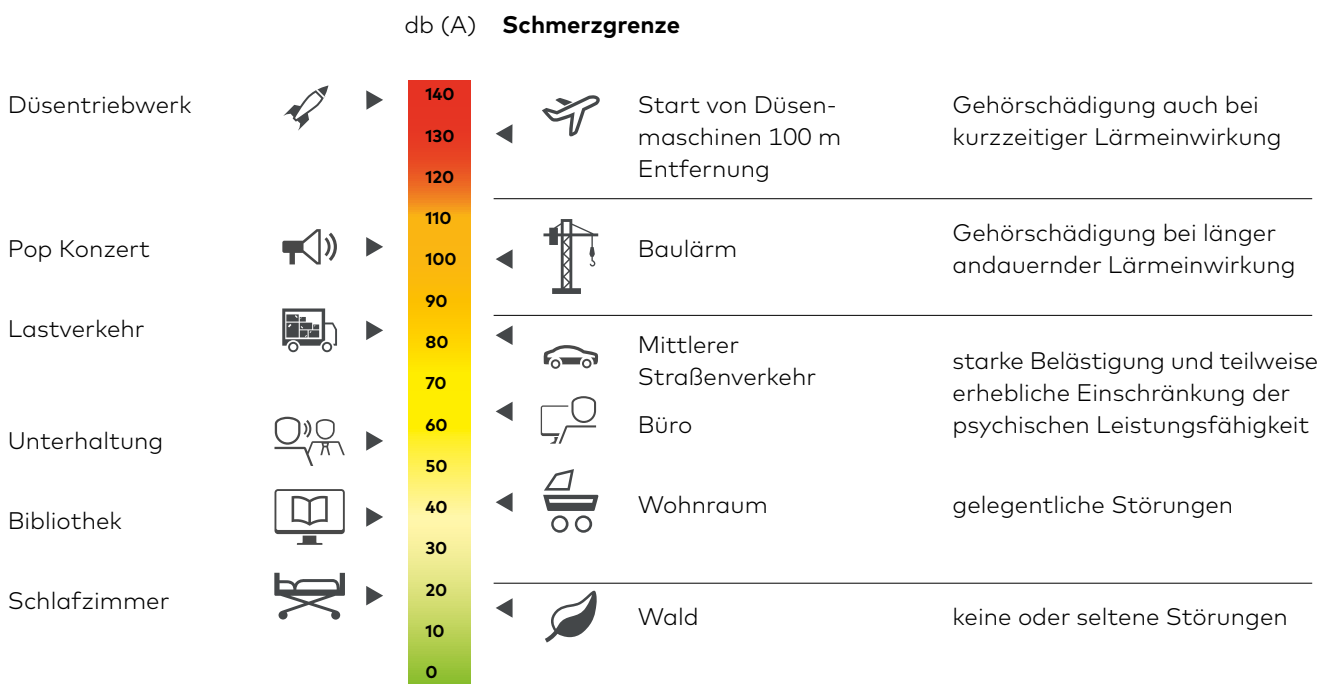 db (A) Schmerzgrenze
Düsentriebwerk
140
130
120
Start von Düsen-
maschinen 100 m
Entfernung
Gehörschädigung auch bei
kurzzeitiger Lärmeinwirkung
Pop Konzert
110
100
Baulärm
Gehörschädigung bei länger
andauernder Lärmeinwirkung
Lastverkehr
90
80
70
Mittlerer
Straßenverkehr
starke Belästigung und teilweise
erhebliche Einschränkung der
psychischen Leistungsfähigkeit
Unterhaltung
60
50
Büro
Bibliothek
40
30
Wohnraum
gelegentliche Störungen
Schlafzimmer
20
10
0
Wald
keine oder seltene Störungen